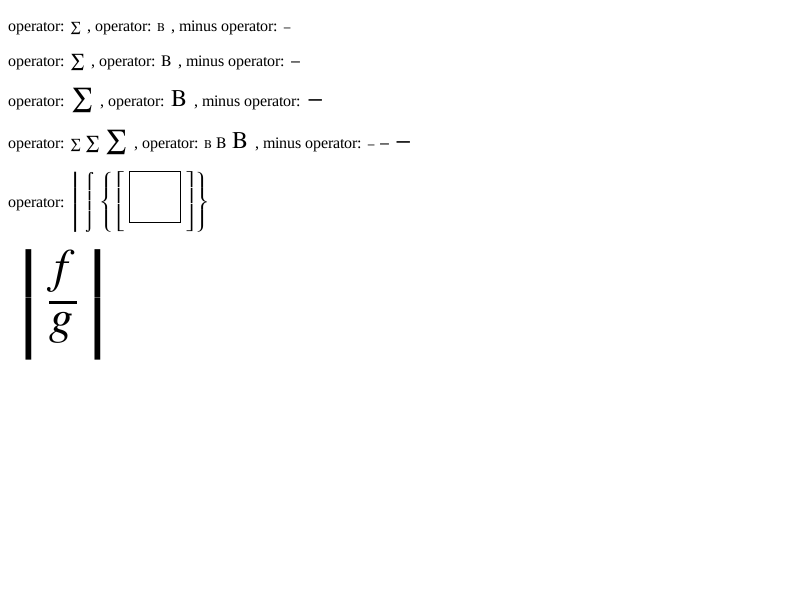 operator: Σ , operator: B , minus operator: −
operator: Σ , operator: B , minus operator: −
operator: Σ , operator: B , minus operator: −
operator: Σ Σ Σ , operator: B B B , minus operator: − − −
operator: | ∫ { [ ] }
| f
g |